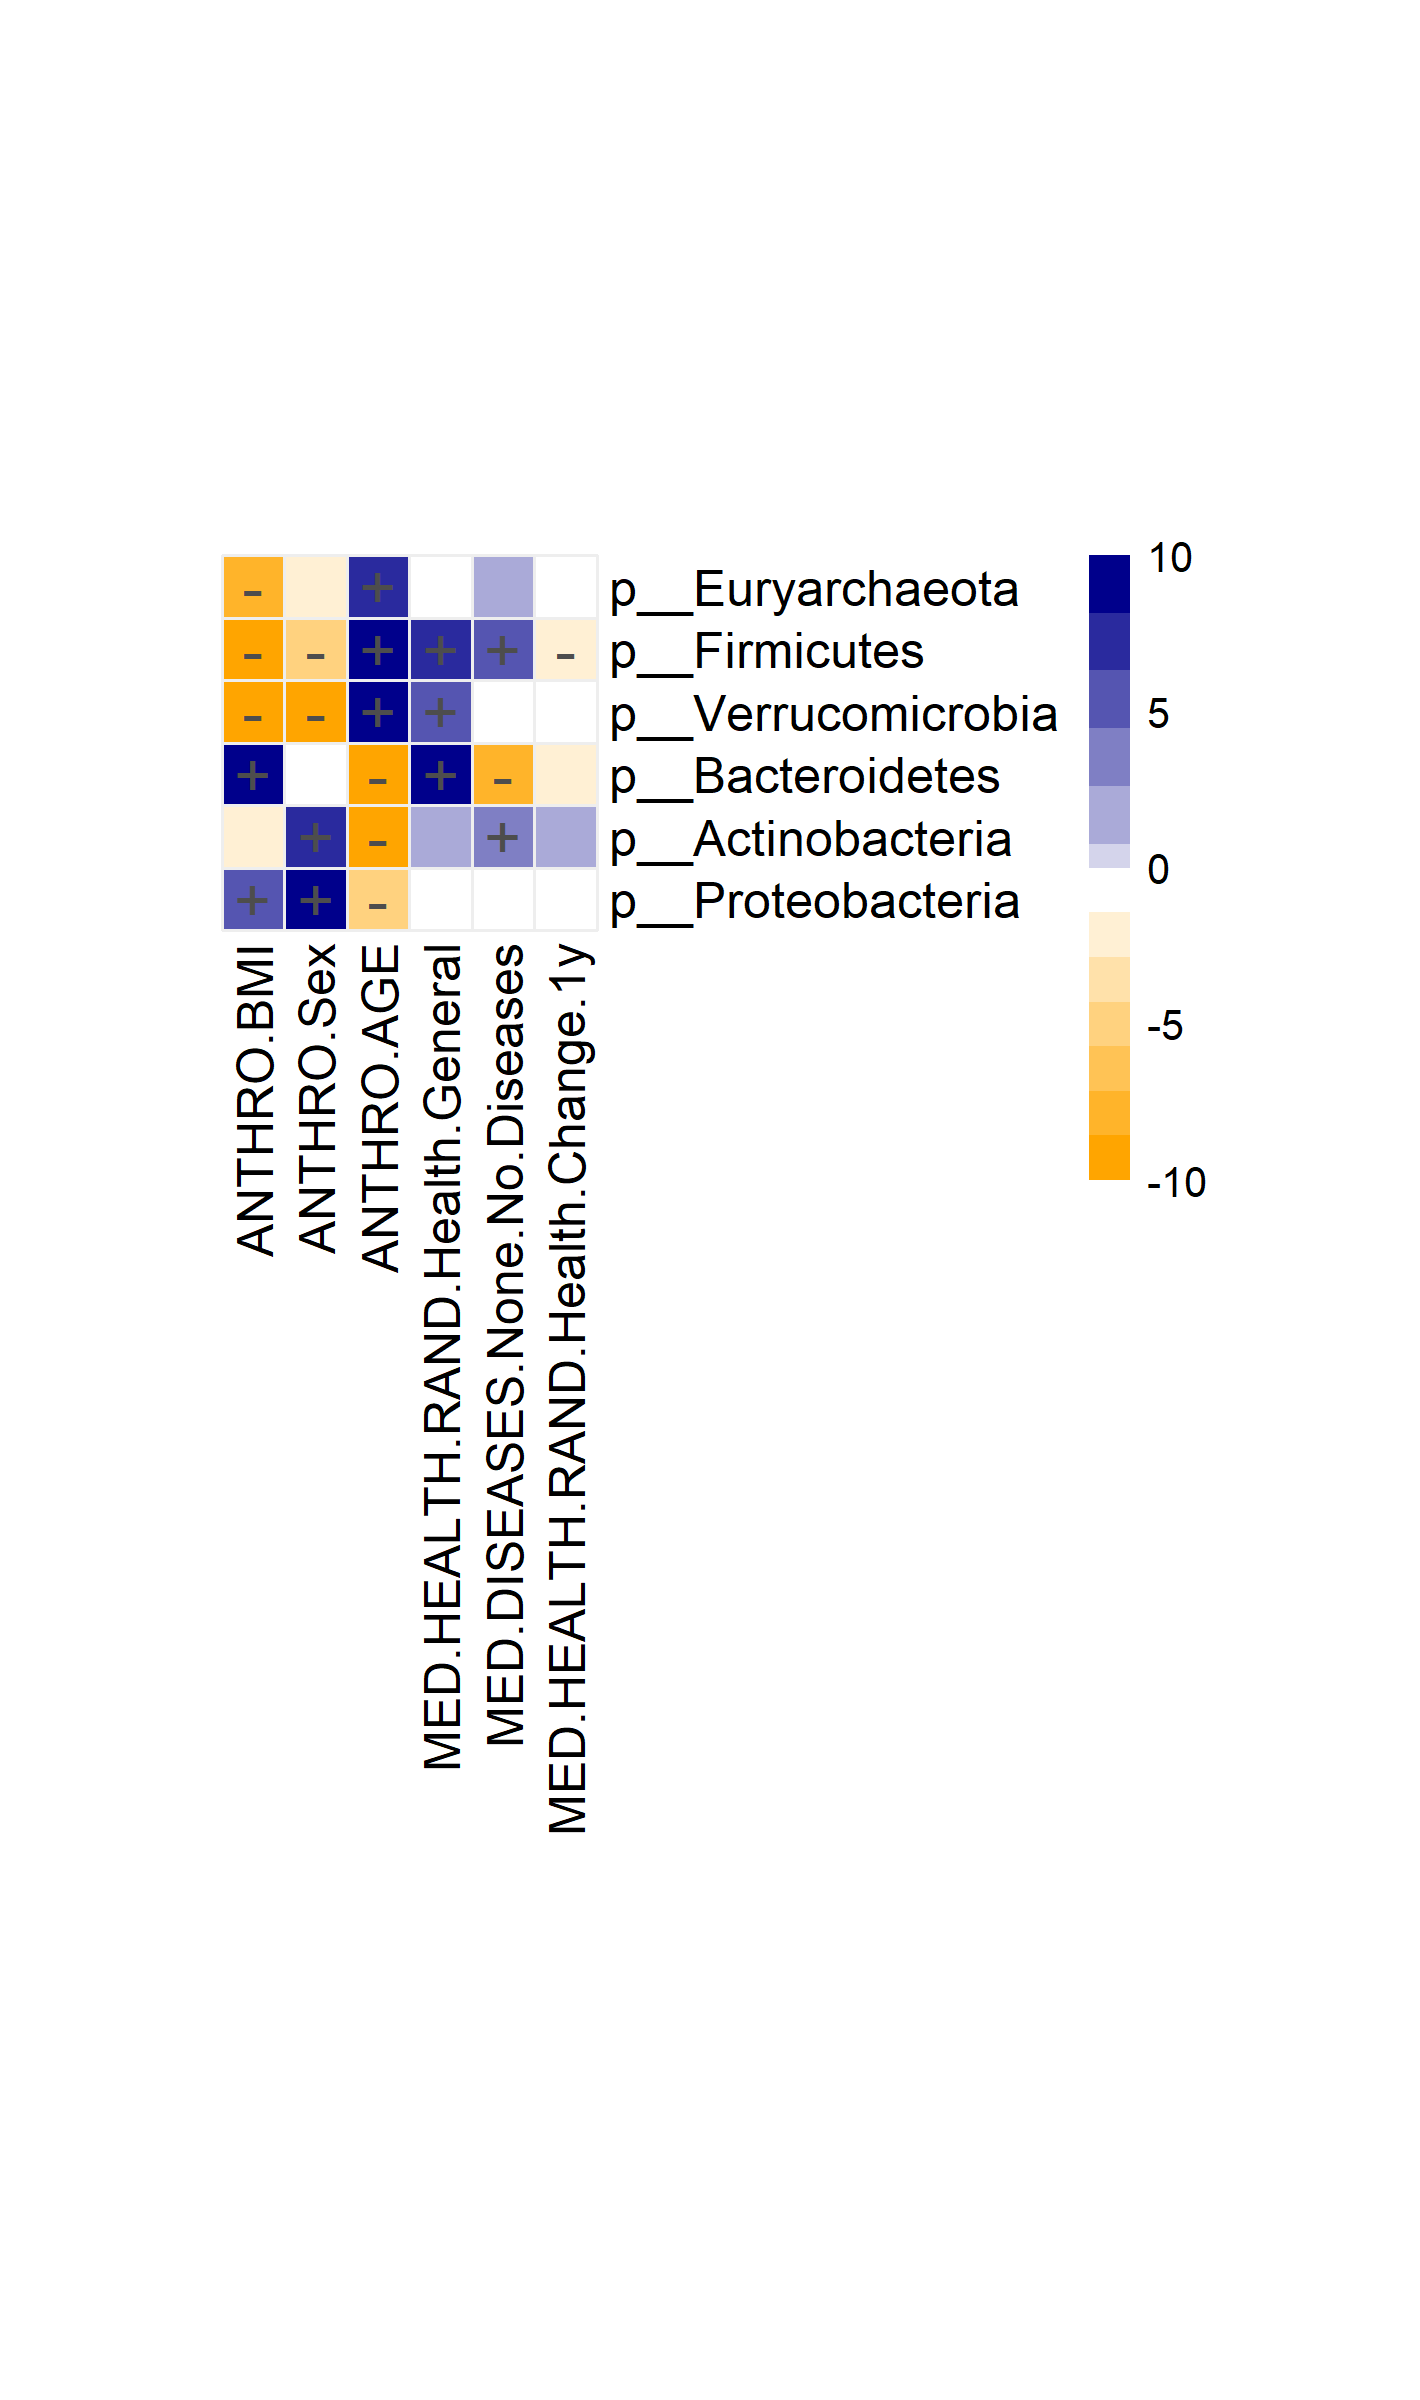 - + 10
p__Euryarchaeota
- - + + + - p__Firmicutes
- - + + p__Verrucomicrobia
+ - + - p__Bacteroidetes
+ - + p__Actinobacteria
+ + - p__Proteobacteria
5
0
-5
-10
ANTHRO.BMI
ANTHRO.Sex
ANTHRO.AGE
MED.HEALTH.RAND.Health.General
MED.DISEASES.None.No.Diseases
MED.HEALTH.RAND.Health.Change.1y